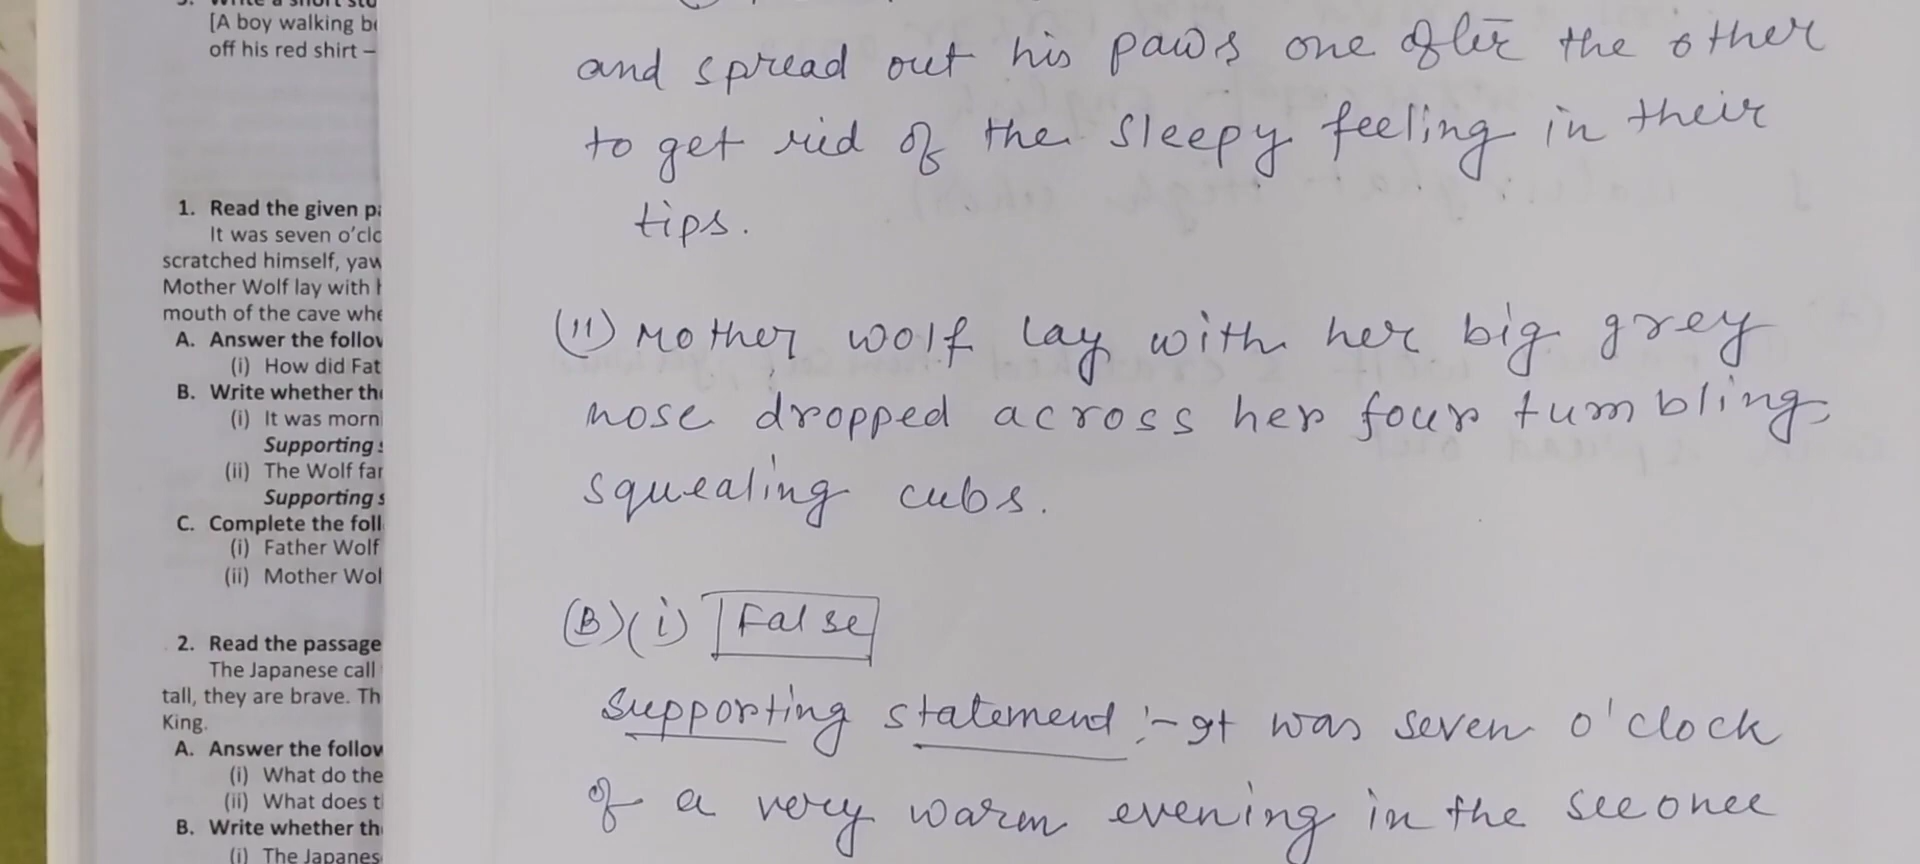 [A boy walking b
off his red shirt –
1. Read the given p
It was seven o'clo
scratched himself, yaw
Mother Wolf lay with h
mouth of the cave whe
A. Answer the follow
(i) How did Fat
B. Write whether the
(i) It was morn
Supporting s
(ii) The Wolf far
Supporting s
C. Complete the foll
(i) Father Wolf
(ii) Mother Wol
2. Read the passage
The Japanese call
tall, they are brave. Th
King.
A. Answer the follow
(i) What do the
(ii) What does t
B. Write whether th
(i) The Japanes
and spread out his paws one after the other
to get rid of the sleepy feeling in their
tips.
(ii) Mother wolf lay with her big grey
nose dropped across her four tumbling,
squealing cubs.
(B)(i) False
Supporting statement :- It was seven o'clock
of a very warm evening in the seeonee